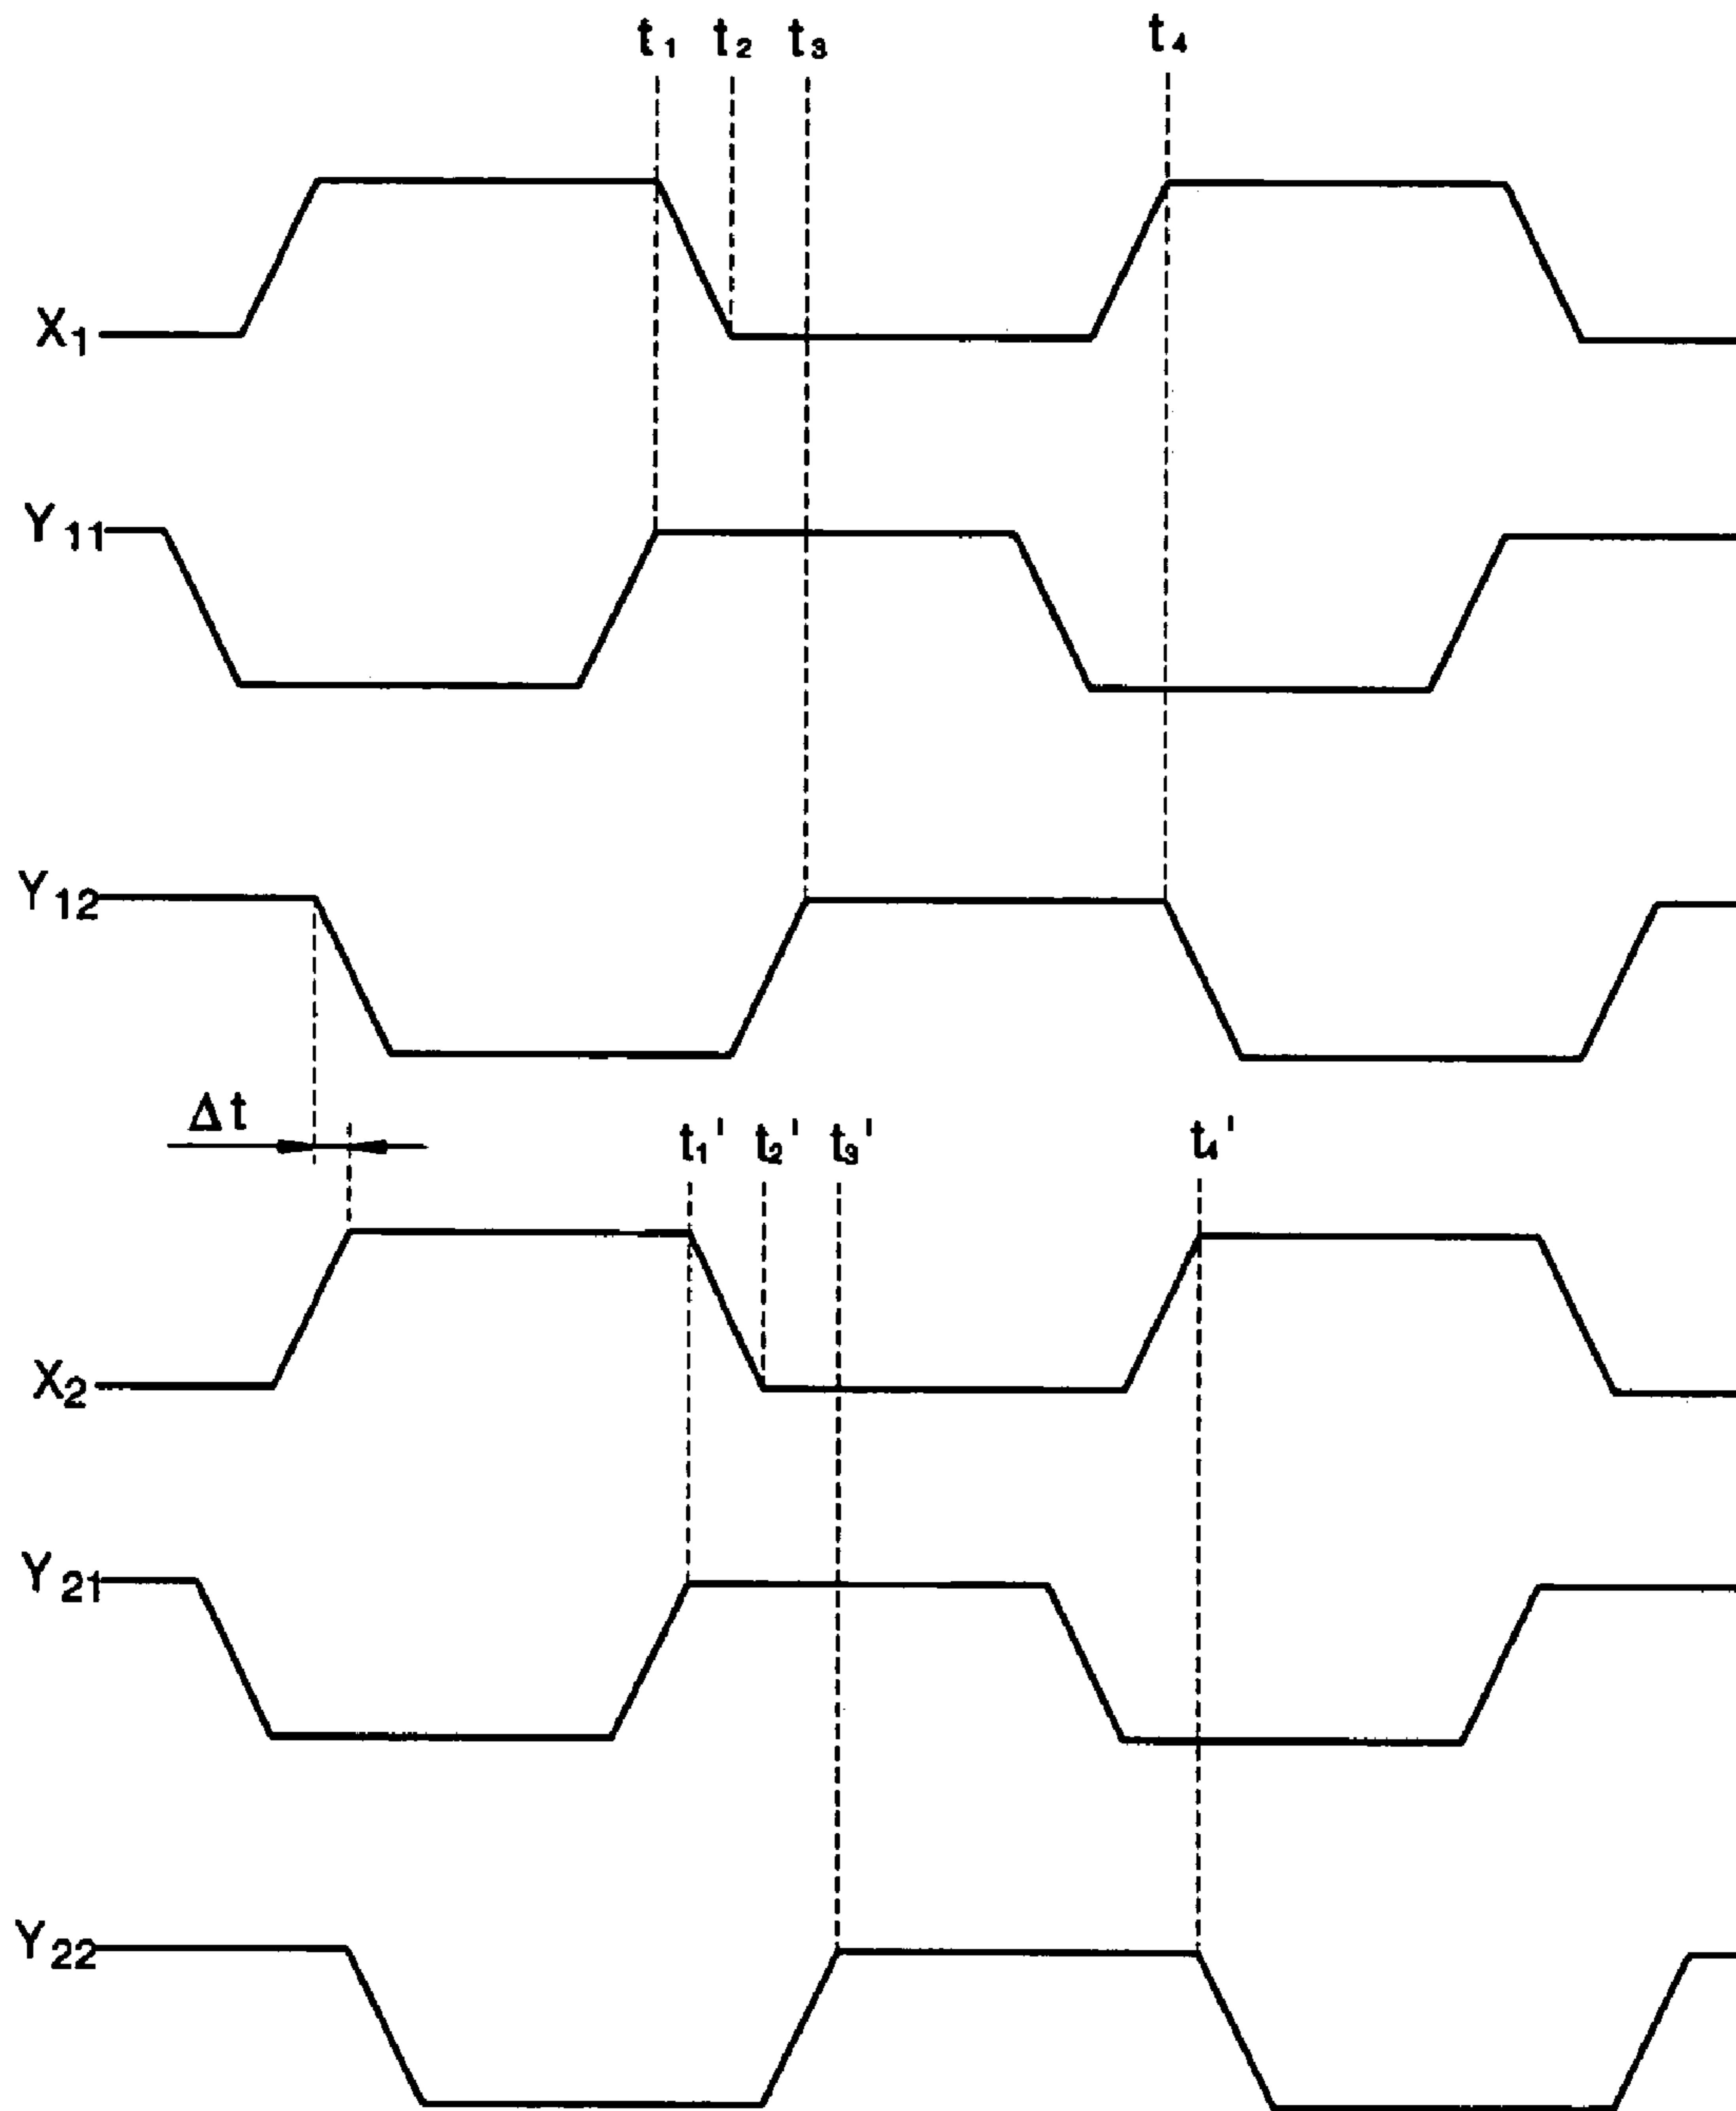 t₁ t₂ t₃ t₄
X₁
Y₁₁
Y₁₂
Δt t₁' t₂' t₃' t₄'
X₂
Y₂₁
Y₂₂